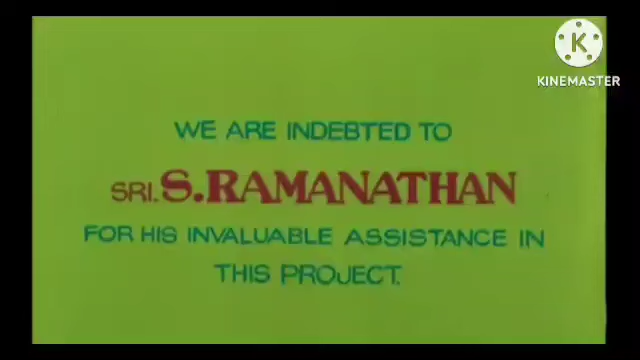 K
KINEMASTER
WE ARE INDEBTED TO
SRI. S.RAMANATHAN
FOR HIS INVALUABLE ASSISTANCE IN
THIS PROJECT.